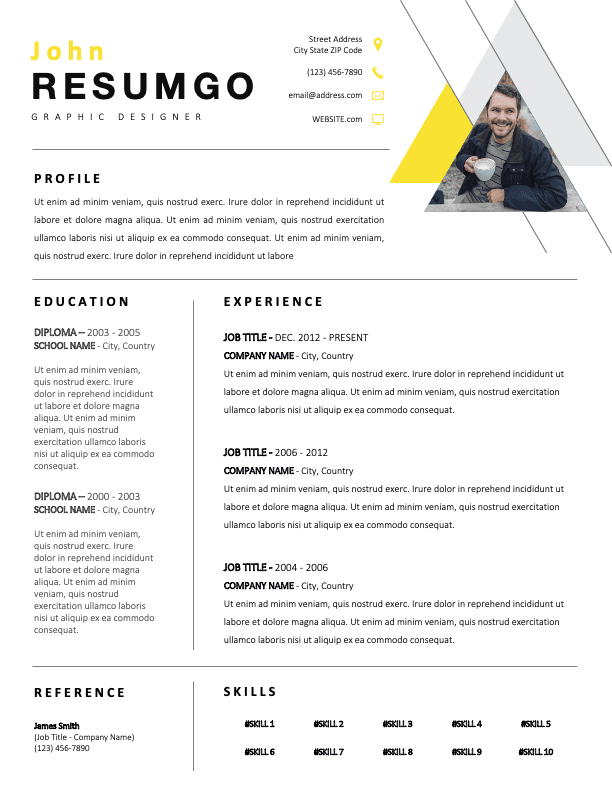 John
RESUMGO
GRAPHIC DESIGNER
Street Address
City State ZIP Code
(123) 456-7890
email@address.com
WEBSITE.com
PROFILE
Ut enim ad minim veniam, quis nostrud exerc. Irure dolor in reprehend incididunt ut
labore et dolore magna aliqua. Ut enim ad minim veniam, quis nostrud exercitation
ullamco laboris nisi ut aliquip ex ea commodo consequat. Ut enim ad minim veniam,
quis nostrud exerc. Irure dolor in reprehend incididunt ut labore
EDUCATION
DIPLOMA – 2003 - 2005
SCHOOL NAME - City, Country
Ut enim ad minim veniam,
quis nostrud exerc. Irure
dolor in reprehend incididunt
ut labore et dolore magna
aliqua. Ut enim ad minim
veniam, quis nostrud
exercitation ullamco laboris
nisi ut aliquip ex ea commodo
consequat.
DIPLOMA – 2000 - 2003
SCHOOL NAME - City, Country
Ut enim ad minim veniam,
quis nostrud exerc. Irure
dolor in reprehend incididunt
ut labore et dolore magna
aliqua. Ut enim ad minim
veniam, quis nostrud
exercitation ullamco laboris
nisi ut aliquip ex ea commodo
consequat.
EXPERIENCE
JOB TITLE - DEC. 2012 - PRESENT
COMPANY NAME - City, Country
Ut enim ad minim veniam, quis nostrud exerc. Irure dolor in reprehend incididunt ut
labore et dolore magna aliqua. Ut enim ad minim veniam, quis nostrud exercitation
ullamco laboris nisi ut aliquip ex ea commodo consequat.
JOB TITLE - 2006 - 2012
COMPANY NAME - City, Country
Ut enim ad minim veniam, quis nostrud exerc. Irure dolor in reprehend incididunt ut
labore et dolore magna aliqua. Ut enim ad minim veniam, quis nostrud exercitation
ullamco laboris nisi ut aliquip ex ea commodo consequat.
JOB TITLE - 2004 - 2006
COMPANY NAME - City, Country
Ut enim ad minim veniam, quis nostrud exerc. Irure dolor in reprehend incididunt ut
labore et dolore magna aliqua. Ut enim ad minim veniam, quis nostrud exercitation
ullamco laboris nisi ut aliquip ex ea commodo consequat.
REFERENCE
James Smith
(Job Title - Company Name)
(123) 456-7890
SKILLS
#SKILL 1 #SKILL 2 #SKILL 3 #SKILL 4 #SKILL 5
#SKILL 6 #SKILL 7 #SKILL 8 #SKILL 9 #SKILL 10